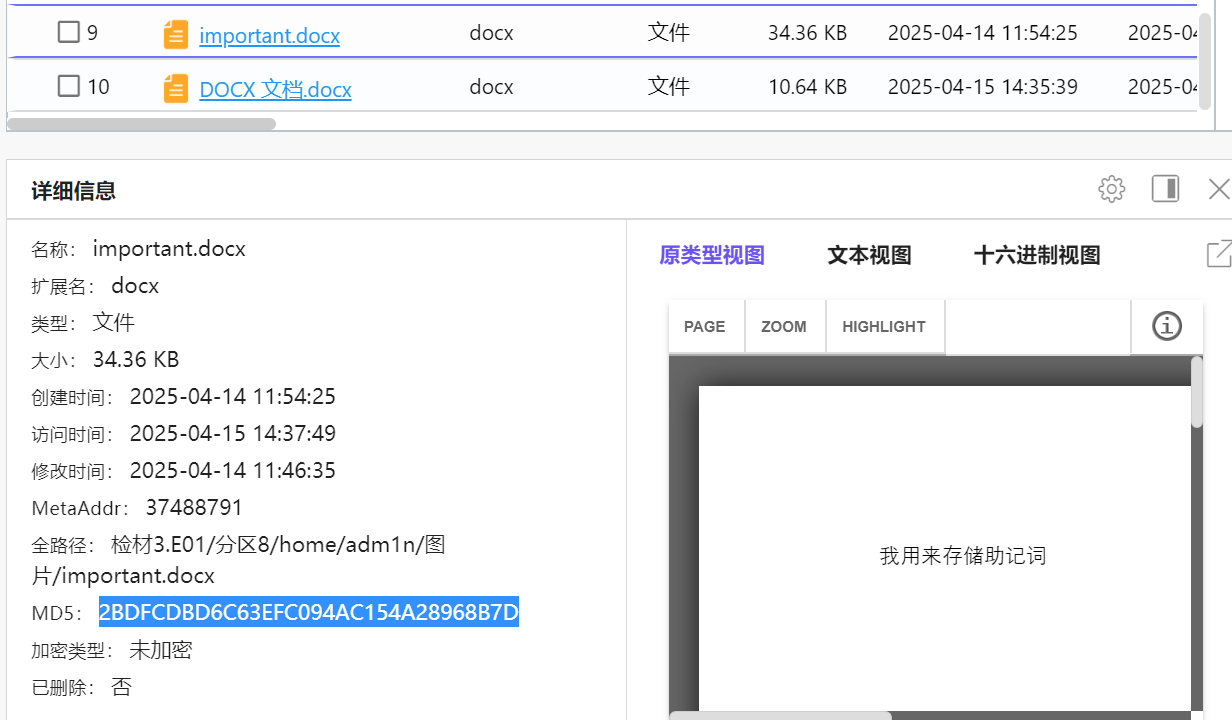 9 important.docx docx 文件 34.36 KB 2025-04-14 11:54:25 2025-04
10 DOCX 文档.docx docx 文件 10.64 KB 2025-04-15 14:35:39 2025-04
详细信息
名称： important.docx
扩展名： docx
类型： 文件
大小： 34.36 KB
创建时间： 2025-04-14 11:54:25
访问时间： 2025-04-15 14:37:49
修改时间： 2025-04-14 11:46:35
MetaAddr： 37488791
全路径： 检材3.E01/分区8/home/adm1n/图
片/important.docx
MD5： 2BDFCDBD6C63EFC094AC154A28968B7D
加密类型： 未加密
已删除： 否
原类型视图 文本视图 十六进制视图
PAGE ZOOM HIGHLIGHT
我用来存储助记词